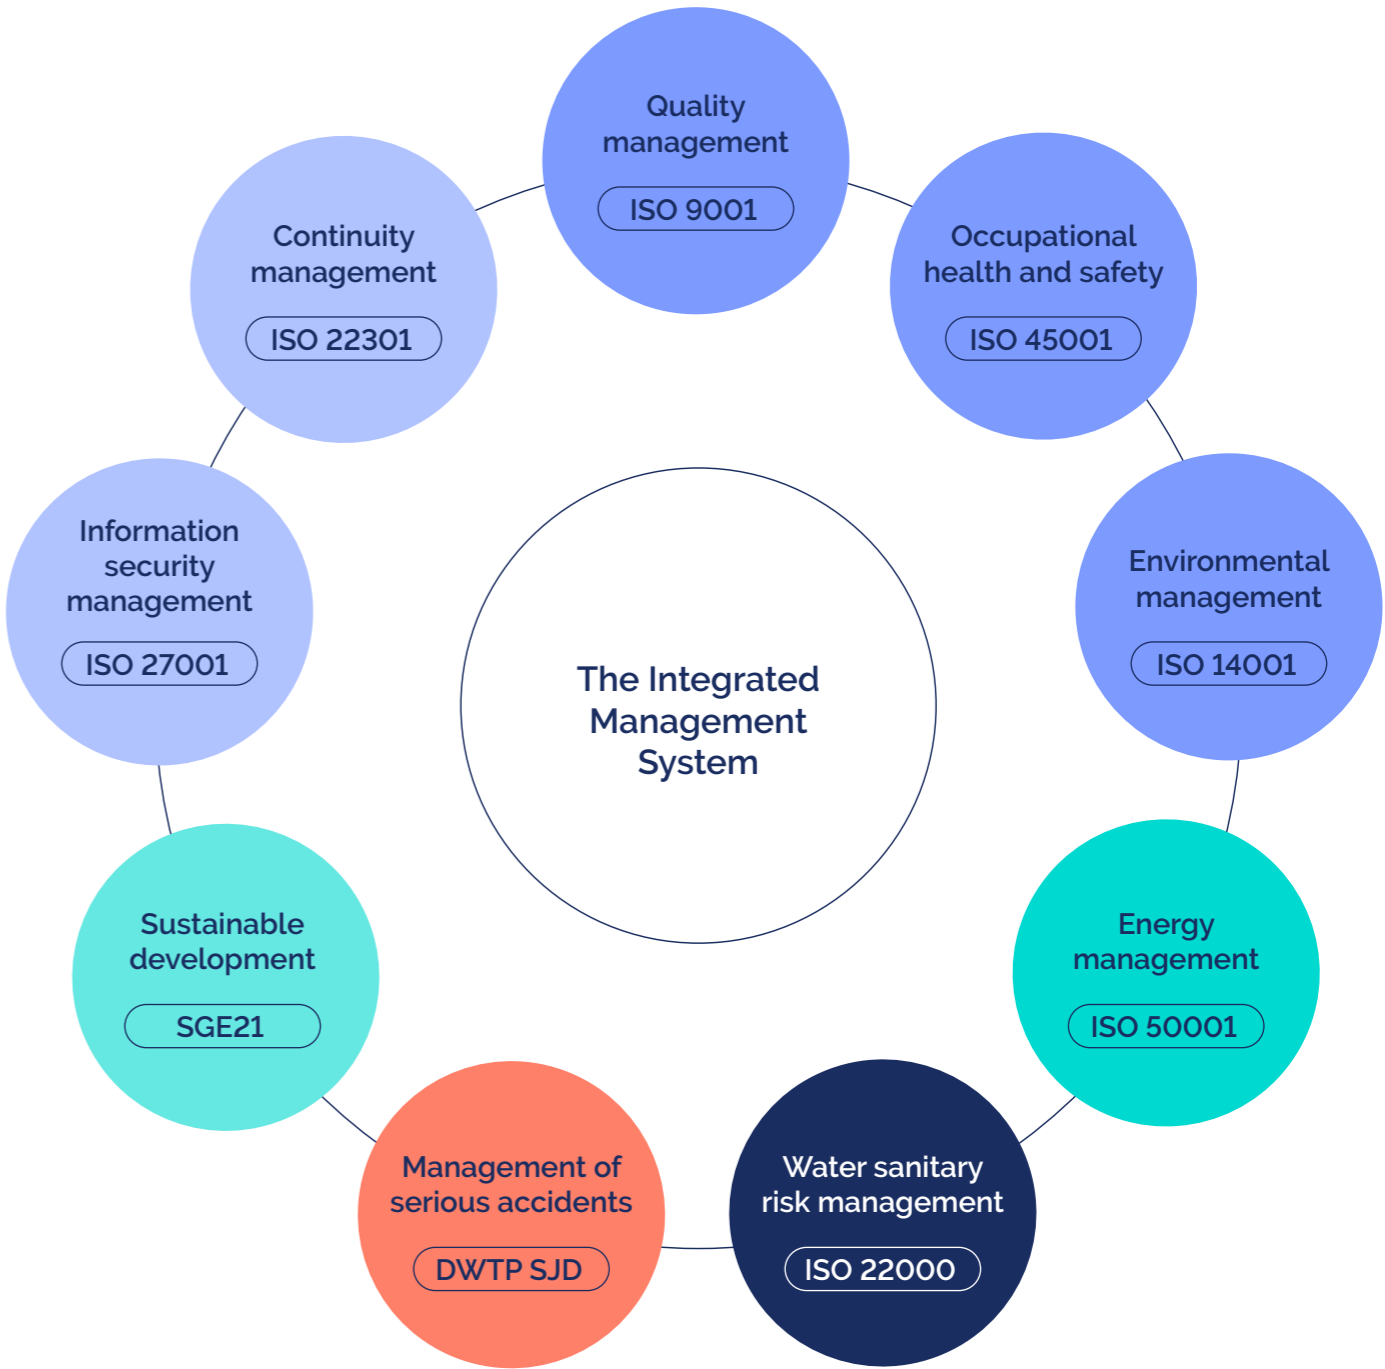 Quality
management
ISO 9001
Occupational
health and safety
ISO 45001
Environmental
management
ISO 14001
Energy
management
ISO 50001
Water sanitary
risk management
ISO 22000
Management of
serious accidents
DWTP SJD
Sustainable
development
SGE21
Information
security
management
ISO 27001
Continuity
management
ISO 22301
The Integrated
Management
System